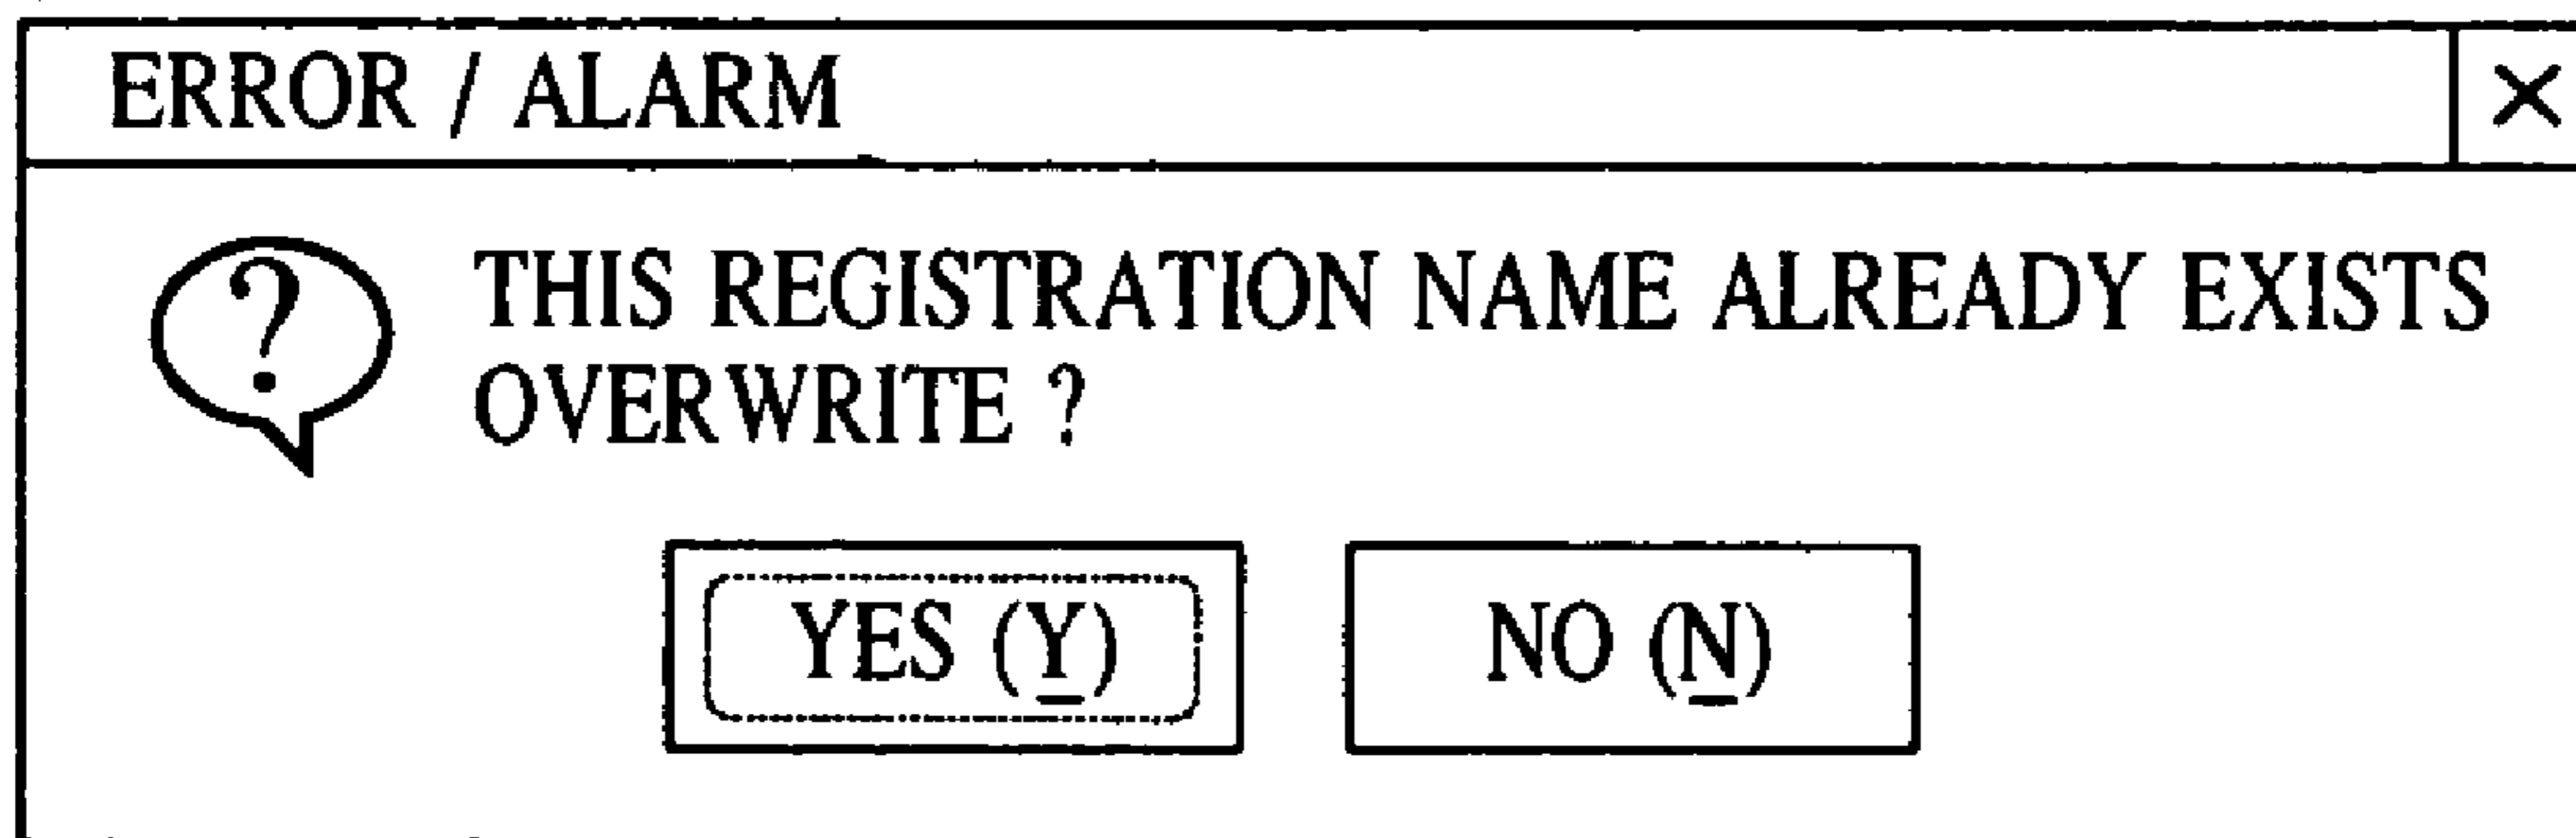 ERROR / ALARM ×
?
THIS REGISTRATION NAME ALREADY EXISTS
OVERWRITE ?
YES (Y) NO (N)